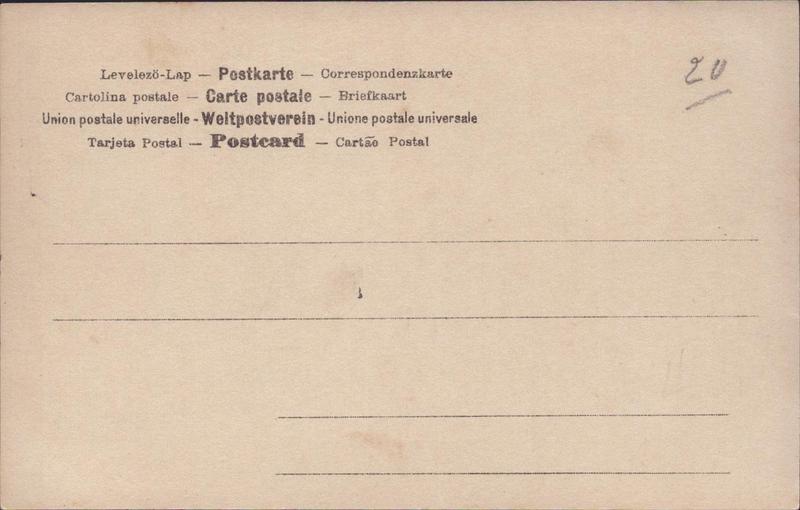 Levelezö-Lap — Postkarte — Correspondenzkarte
20
Cartolina postale — Carte postale — Briefkaart
Union postale universelle - Weltpostverein - Unione postale universale
Tarjeta Postal — Postcard — Cartão Postal